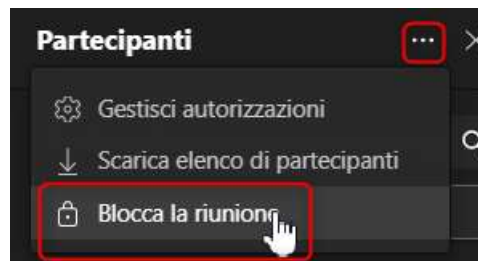 Partecipanti
Gestisci autorizzazioni
Scarica elenco di partecipanti
Blocca la riunione